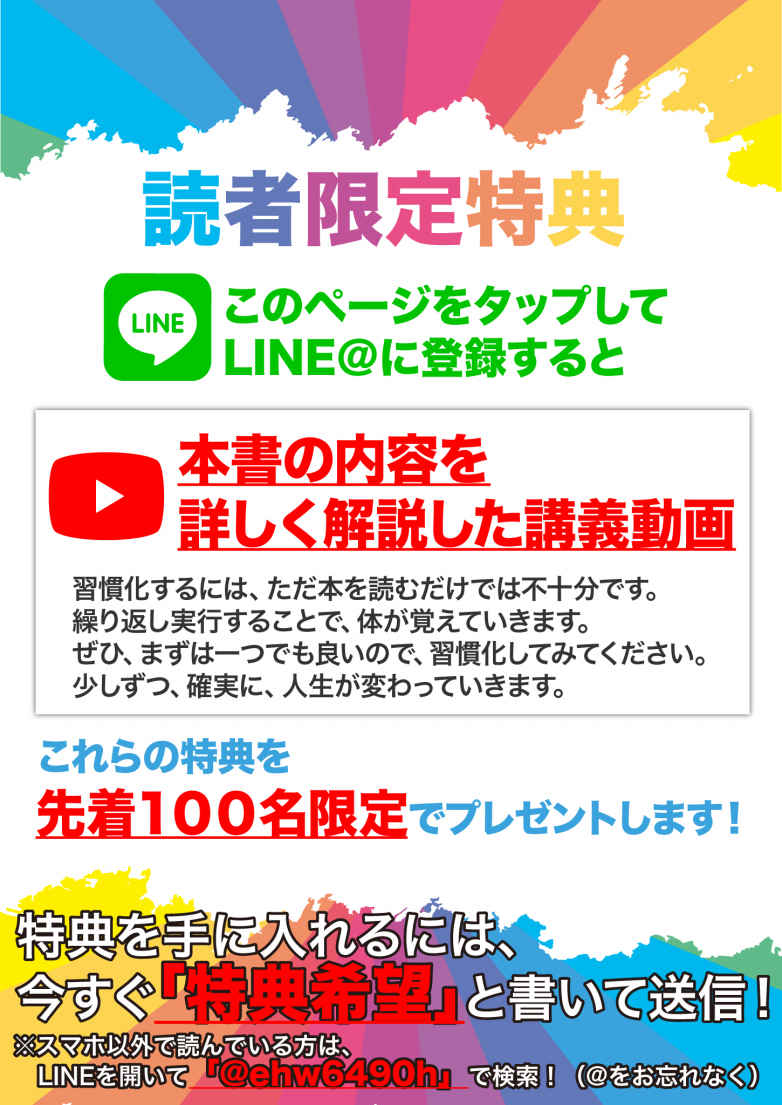 読者限定特典
LINE
このページをタップして
LINE@に登録すると
本書の内容を
詳しく解説した講義動画
習慣化するには、ただ本を読むだけでは不十分です。
繰り返し実行することで、体が覚えていきます。
ぜひ、まずは一つでも良いので、習慣化してみてください。
少しずつ、確実に、人生が変わっていきます。
これらの特典を
先着100名限定でプレゼントします!
特典を手に入れるには、
今すぐ「特典希望」と書いて送信!
※スマホ以外で読んでいる方は、
LINEを開いて「@ehw6490h」で検索!(@をお忘れなく)